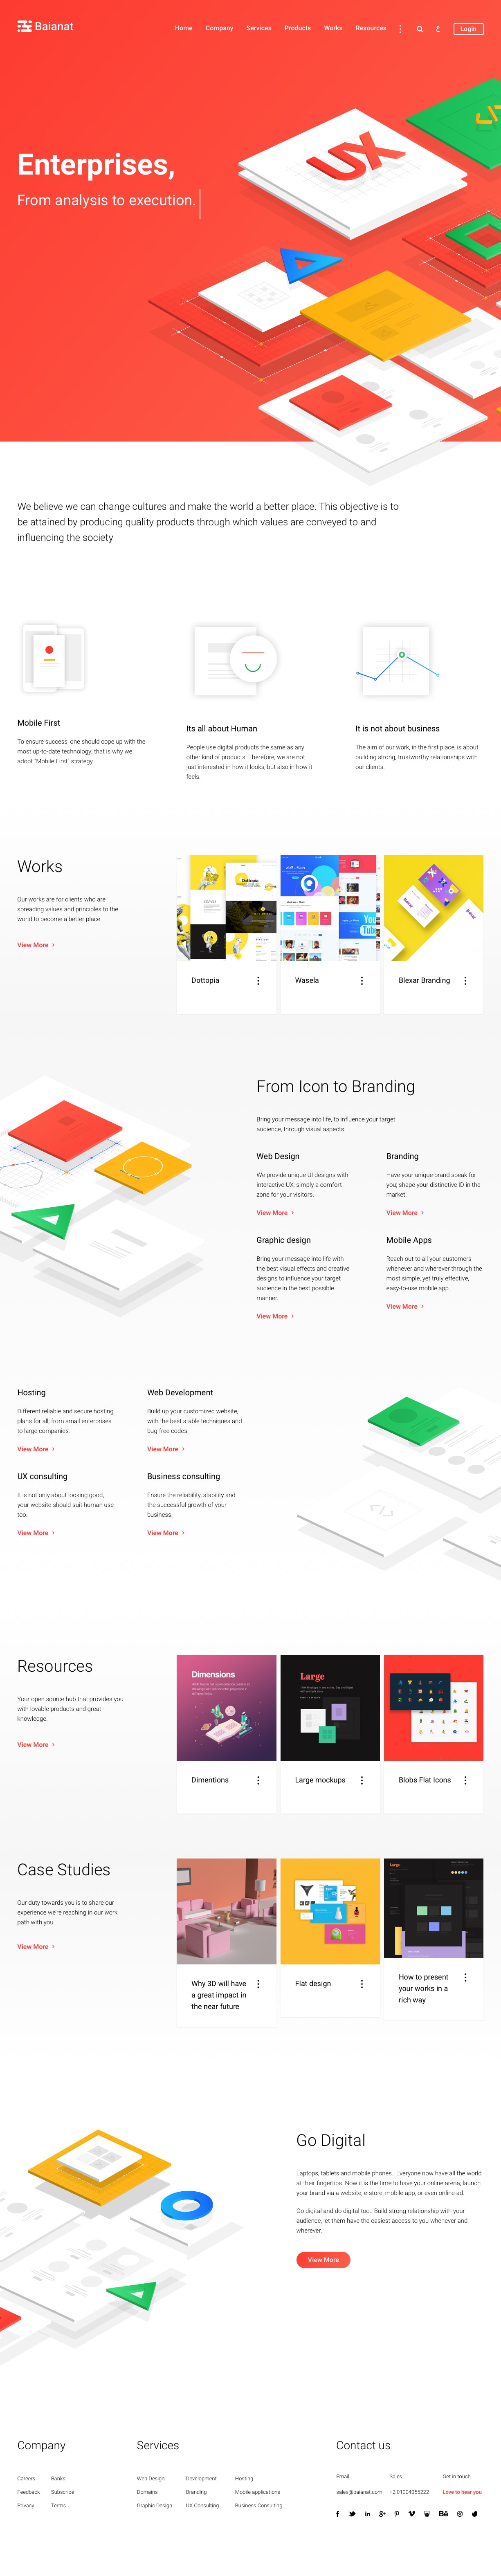 Baianat
Home Company Services Products Works Resources
ع
Login
UX
Enterprises,
From analysis to execution.
We believe we can change cultures and make the world a better place. This objective is to
be attained by producing quality products through which values are conveyed to and
influencing the society
Mobile First
To ensure success, one should cope up with the
most up-to-date technology; that is why we
adopt "Mobile First" strategy.
Its all about Human
People use digital products the same as any
other kind of products. Therefore, we are not
just interested in how it looks, but also in how it
feels.
It is not about business
The aim of our work, in the first place, is about
building strong, trustworthy relationships with
our clients.
Works
Our works are for clients who are
spreading values and principles to the
world to become a better place.
View More
Dottopia
You
Tube
Dottopia
Wasela
Blexar Branding
From Icon to Branding
Bring your message into life, to influence your target
audience, through visual aspects.
Web Design
We provide unique UI designs with
interactive UX; simply a comfort
zone for your visitors.
View More
Branding
Have your unique brand speak for
you; shape your distinctive ID in the
market.
View More
Graphic design
Bring your message into life with
the best visual effects and creative
designs to influence your target
audience in the best possible
manner.
View More
Mobile Apps
Reach out to all your customers
whenever and wherever through the
most simple, yet truly effective,
easy-to-use mobile app.
View More
Hosting
Different reliable and secure hosting
plans for all; from small enterprises
to large companies.
View More
Web Development
Build up your customized website,
with the best stable techniques and
bug-free codes.
View More
UX consulting
It is not only about looking good,
your website should suit human use
too.
View More
Business consulting
Ensure the reliability, stability and
the successful growth of your
business.
View More
Resources
Your open source hub that provides you
with lovable products and great
knowledge.
View More
Dimensions
Large
Dimentions
Large mockups
Blobs Flat Icons
Case Studies
Our duty towards you is to share our
experience we're reaching in our work
path with you.
View More
Large
Why 3D will have
a great impact in
the near future
Flat design
How to present
your works in a
rich way
Go Digital
Laptops, tablets and mobile phones.. Everyone now have all the world
at their fingertips. Now it is the time to have your online arena; launch
your brand via a website, e-store, mobile app, or even online ad.
Go digital and do digital too.. Build strong relationship with your
audience, let them have the easiest access to you whenever and
wherever.
View More
Company
Careers Banks
Feedback Subscribe
Privacy Terms
Services
Web Design Development Hosting
Domains Branding Mobile applications
Graphic Design UX Consulting Business Consulting
Contact us
Email Sales Get in touch
sales@baianat.com +2 01004055222 Love to hear you